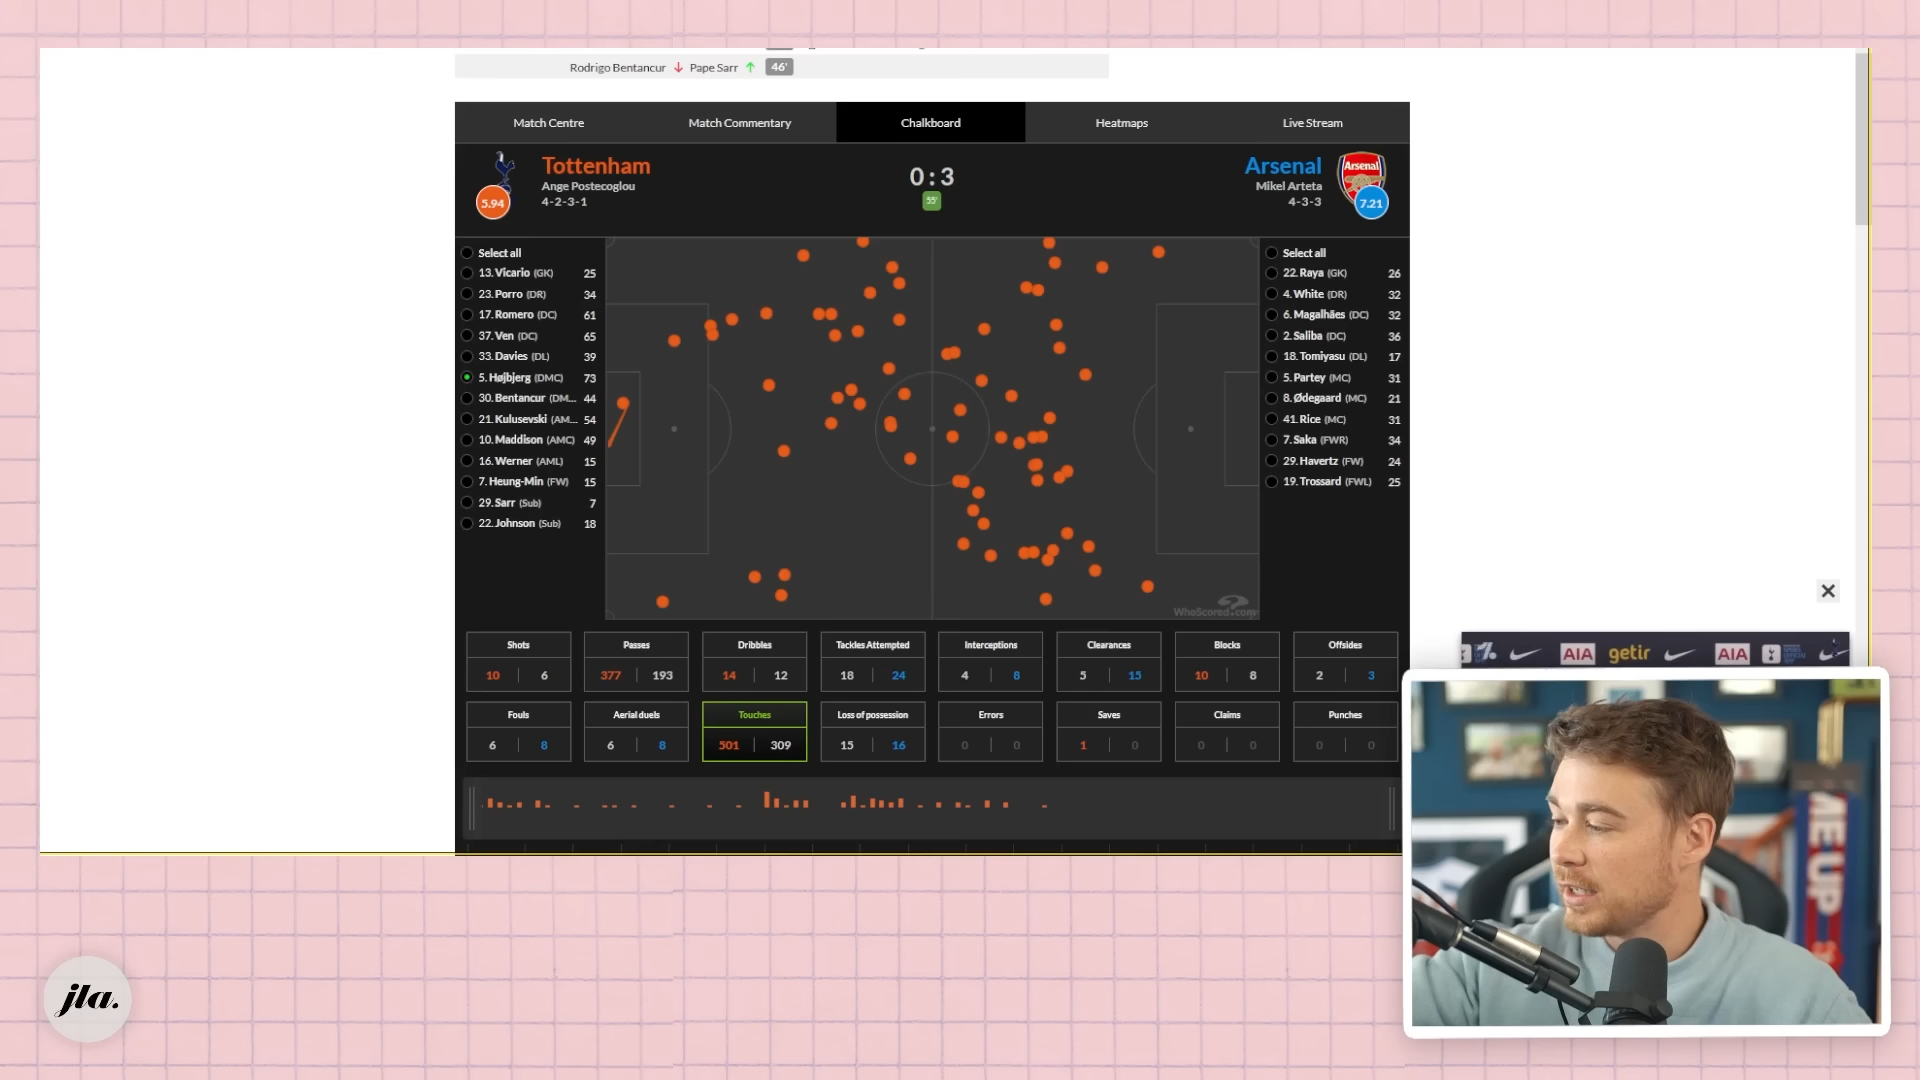 Rodrigo Bentancur Pape Sarr 46'
Match Centre
Match Commentary
Chalkboard
Heatmaps
Live Stream
Tottenham
Ange Postecoglou
4-2-3-1
5.94
0 : 3
55'
Arsenal
Mikel Arteta
4-3-3
Arsenal
7.21
Select all
13. Vicario (GK) 25
23. Porro (DR) 34
17. Romero (DC) 61
37. Ven (DC) 65
33. Davies (DL) 39
5. Højbjerg (DMC) 73
30. Bentancur (DM... 44
21. Kulusevski (AM... 54
10. Maddison (AMC) 49
16. Werner (AML) 15
7. Heung-Min (FW) 15
29. Sarr (Sub) 7
22. Johnson (Sub) 18
Select all
22. Raya (GK) 26
4. White (DR) 32
6. Magalhães (DC) 32
2. Saliba (DC) 36
18. Tomiyasu (DL) 17
5. Partey (MC) 31
8. Ødegaard (MC) 21
41. Rice (MC) 31
7. Saka (FWR) 34
29. Havertz (FW) 24
19. Trossard (FWL) 25
WhoScored.com
Shots
10 6
Passes
377 193
Dribbles
14 12
Tackles Attempted
18 24
Interceptions
4 8
Clearances
5 15
Blocks
10 8
Offsides
2 3
Fouls
6 8
Aerial duels
6 8
Touches
501 309
Loss of possession
15 16
Errors
0 0
Saves
1 0
Claims
0 0
Punches
0 0
AIA getir AIA
MEUP
jla.